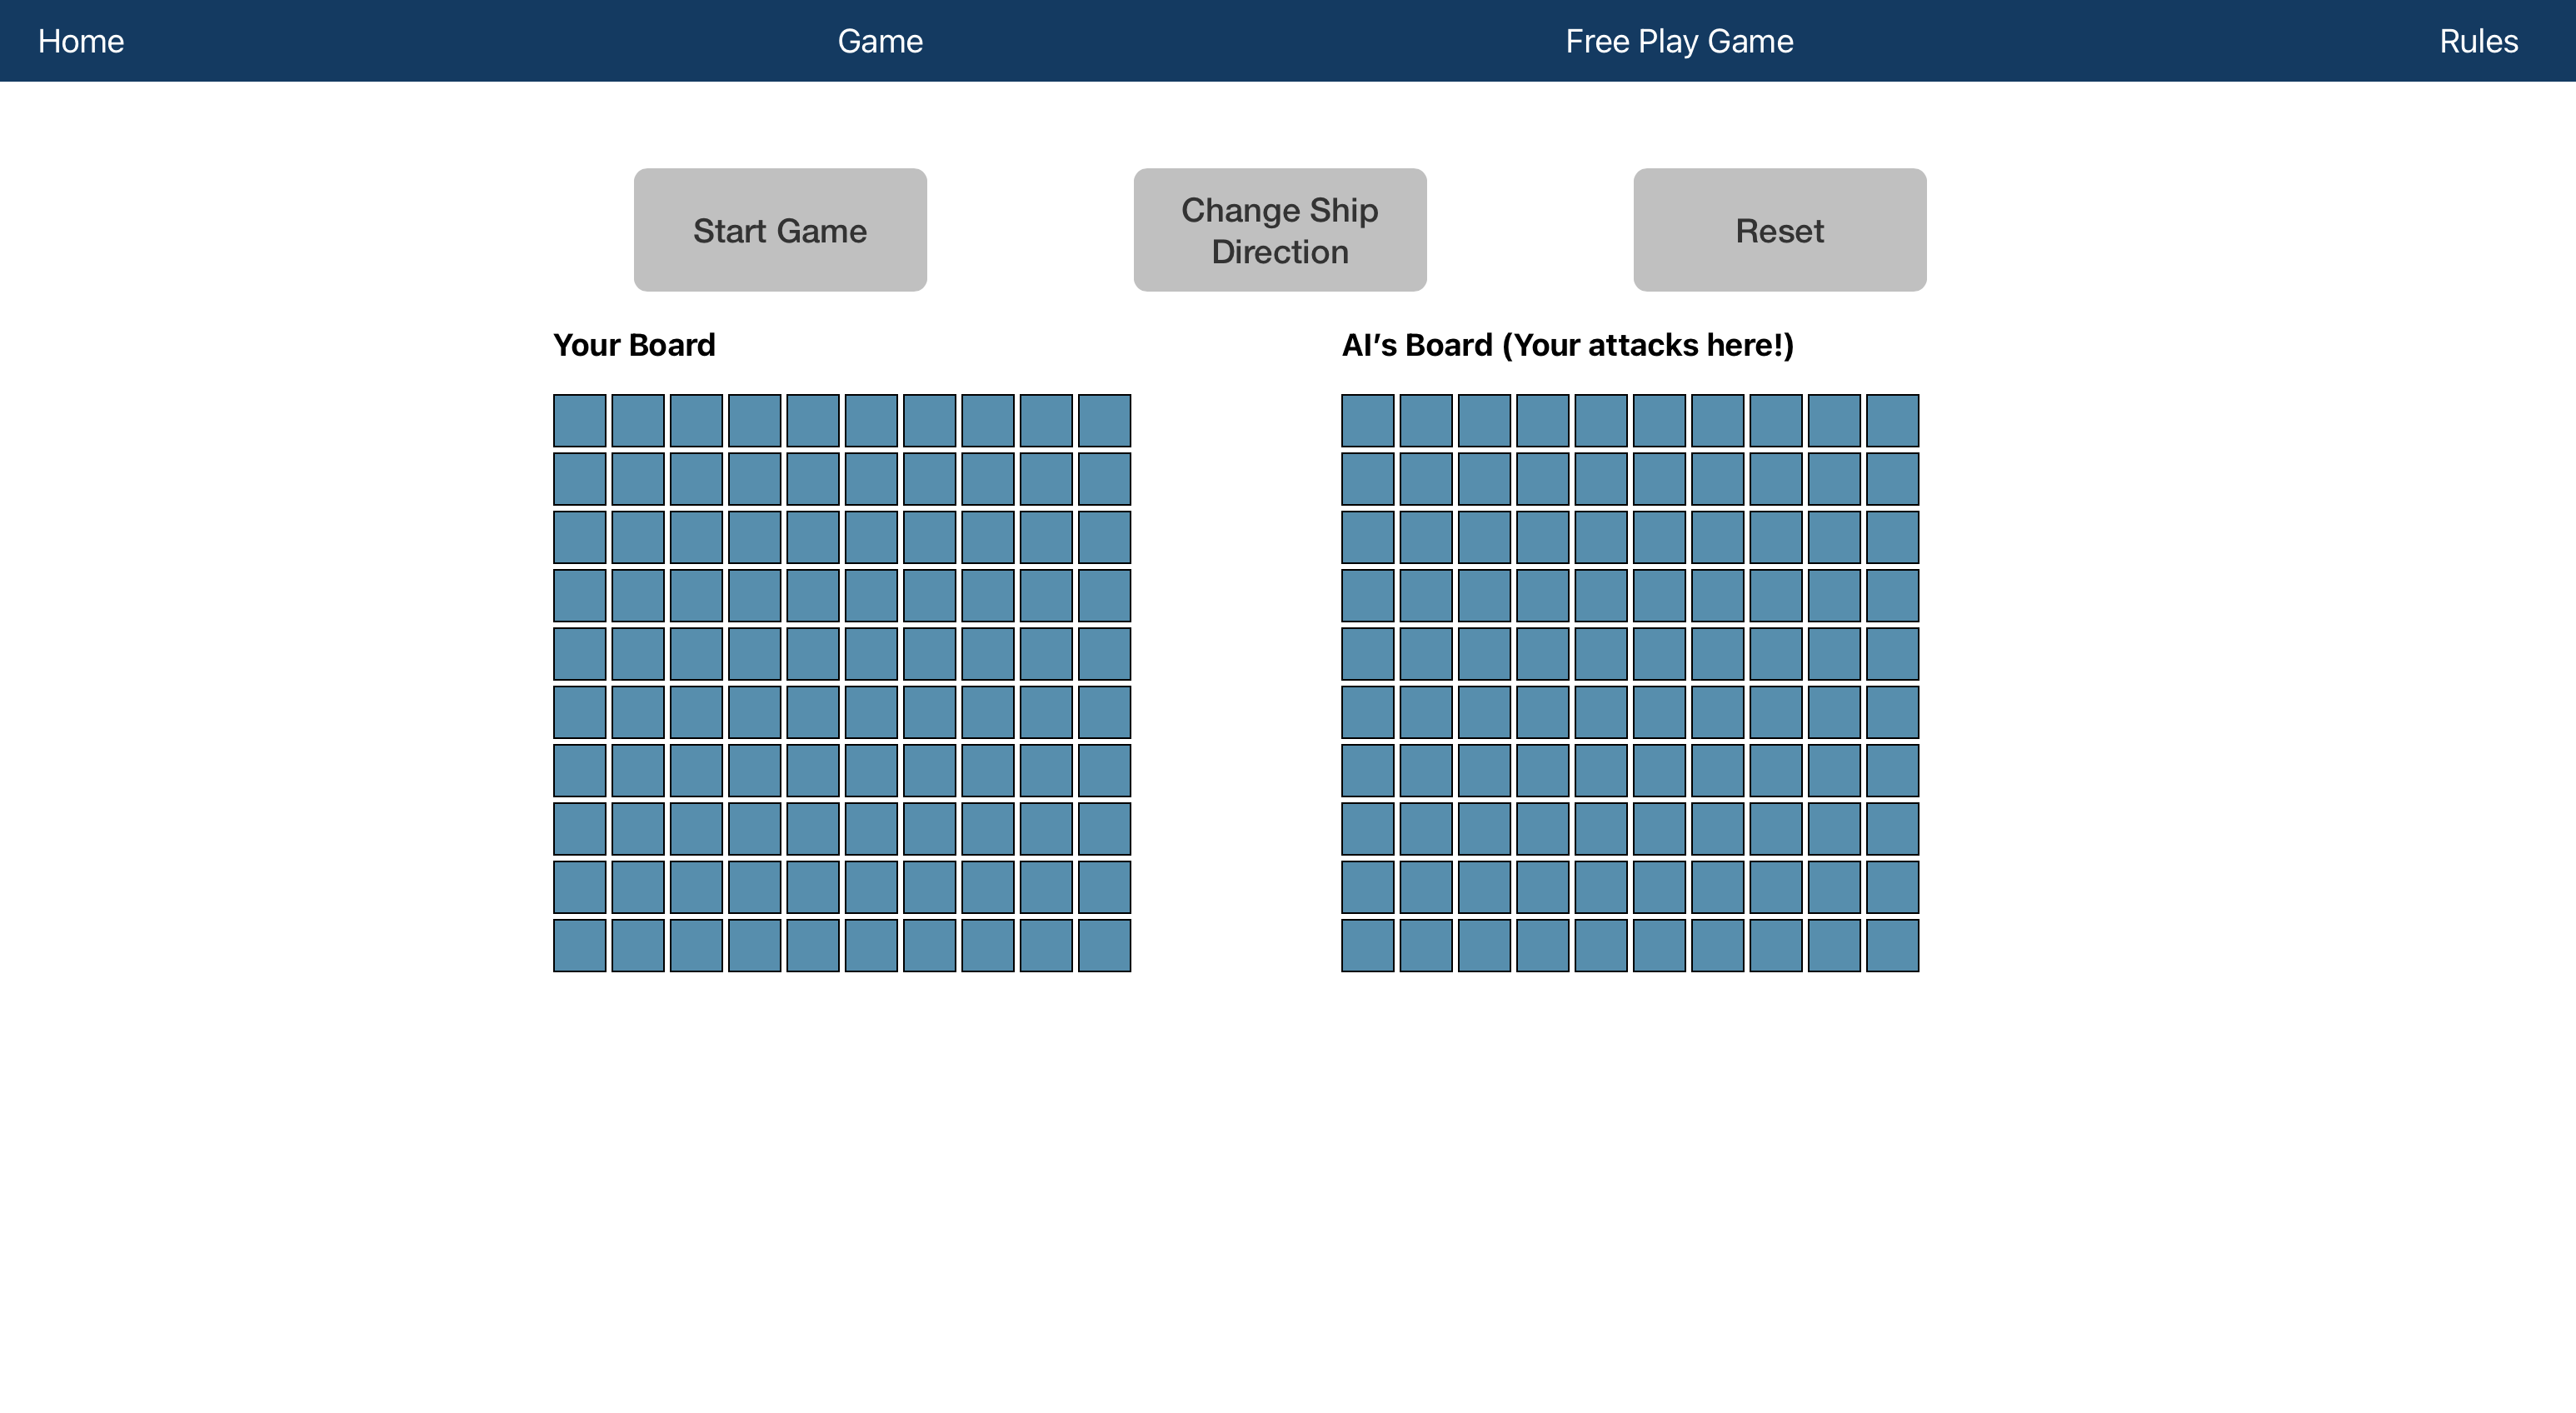 Home Game Free Play Game Rules
Start Game
Change Ship
Direction
Reset
Your Board
AI’s Board (Your attacks here!)